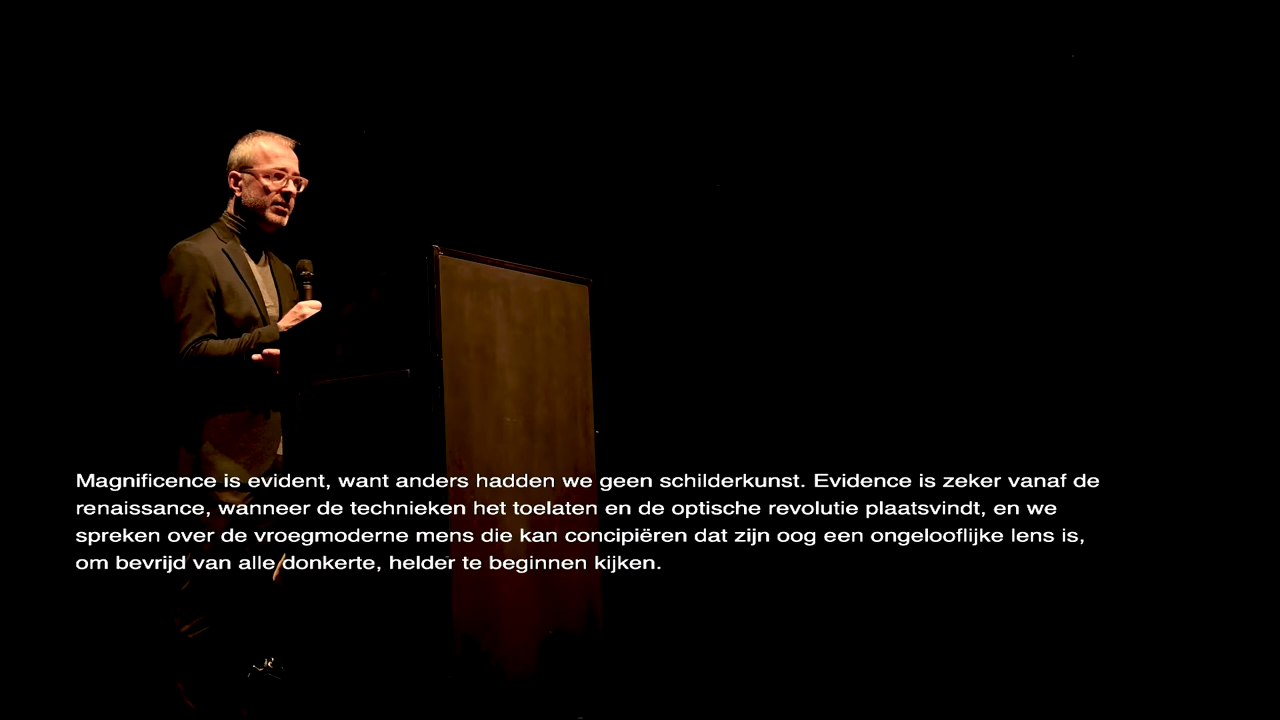 Magnificence is evident, want anders hadden we geen schilderkunst. Evidence is zeker vanaf de
renaissance, wanneer de technieken het toelaten en de optische revolutie plaatsvindt, en we
spreken over de vroegmoderne mens die kan concipiëren dat zijn oog een ongelooflijke lens is,
om bevrijd van alle donkerte, helder te beginnen kijken.